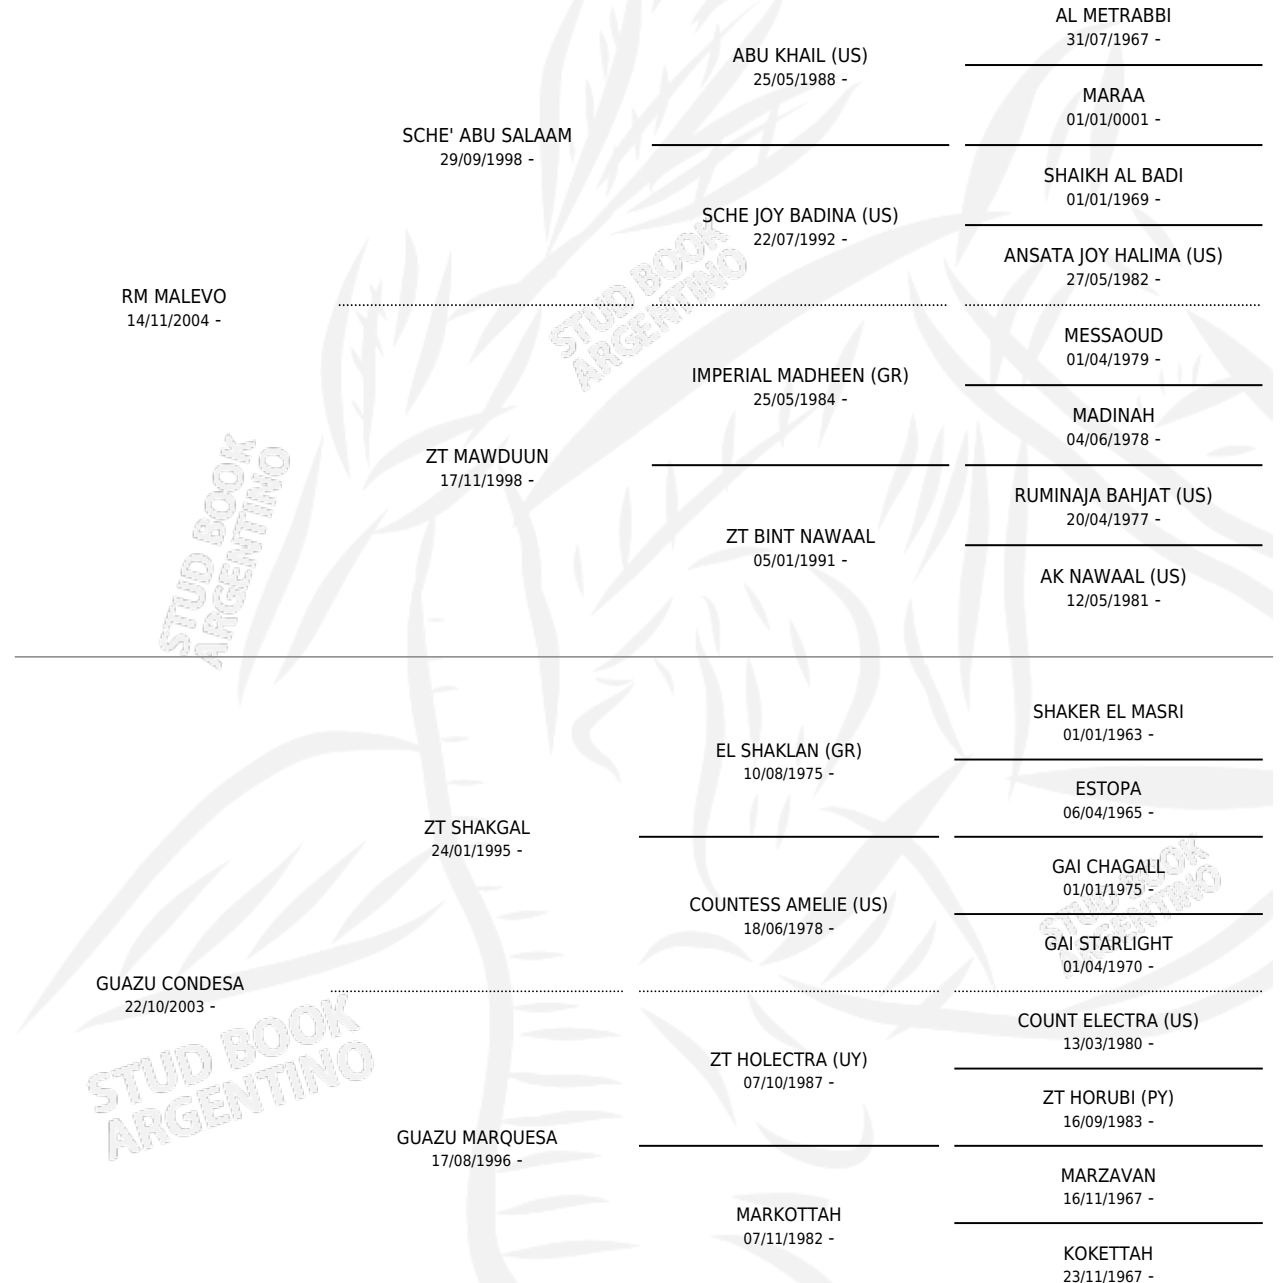 AL METRABBI
31/07/1967 -
ABU KHAIL (US)
25/05/1988 -
MARAA
01/01/0001 -
SCHE' ABU SALAAM
29/09/1998 -
SHAIKH AL BADI
01/01/1969 -
SCHE JOY BADINA (US)
22/07/1992 -
ANSATA JOY HALIMA (US)
27/05/1982 -
RM MALEVO
14/11/2004 -
MESSAOUD
01/04/1979 -
IMPERIAL MADHEEN (GR)
25/05/1984 -
MADINAH
04/06/1978 -
ZT MAWDUUN
17/11/1998 -
RUMINAJA BAHJAT (US)
20/04/1977 -
ZT BINT NAWAAL
05/01/1991 -
AK NAWAAL (US)
12/05/1981 -
STUD BOOK
ARGENTINO
STUD BOOK
ARGENTINO
SHAKER EL MASRI
01/01/1963 -
EL SHAKLAN (GR)
10/08/1975 -
ESTOPA
06/04/1965 -
ZT SHAKGAL
24/01/1995 -
GAI CHAGALL
01/01/1975 -
COUNTESS AMELIE (US)
18/06/1978 -
GAI STARLIGHT
01/04/1970 -
STUD BOOK
ARGENTINO
GUAZU CONDESA
22/10/2003 -
COUNT ELECTRA (US)
13/03/1980 -
ZT HOLECTRA (UY)
07/10/1987 -
ZT HORUBI (PY)
16/09/1983 -
STUD BOOK
ARGENTINO
GUAZU MARQUESA
17/08/1996 -
MARZAVAN
16/11/1967 -
MARKOTTAH
07/11/1982 -
KOKETTAH
23/11/1967 -